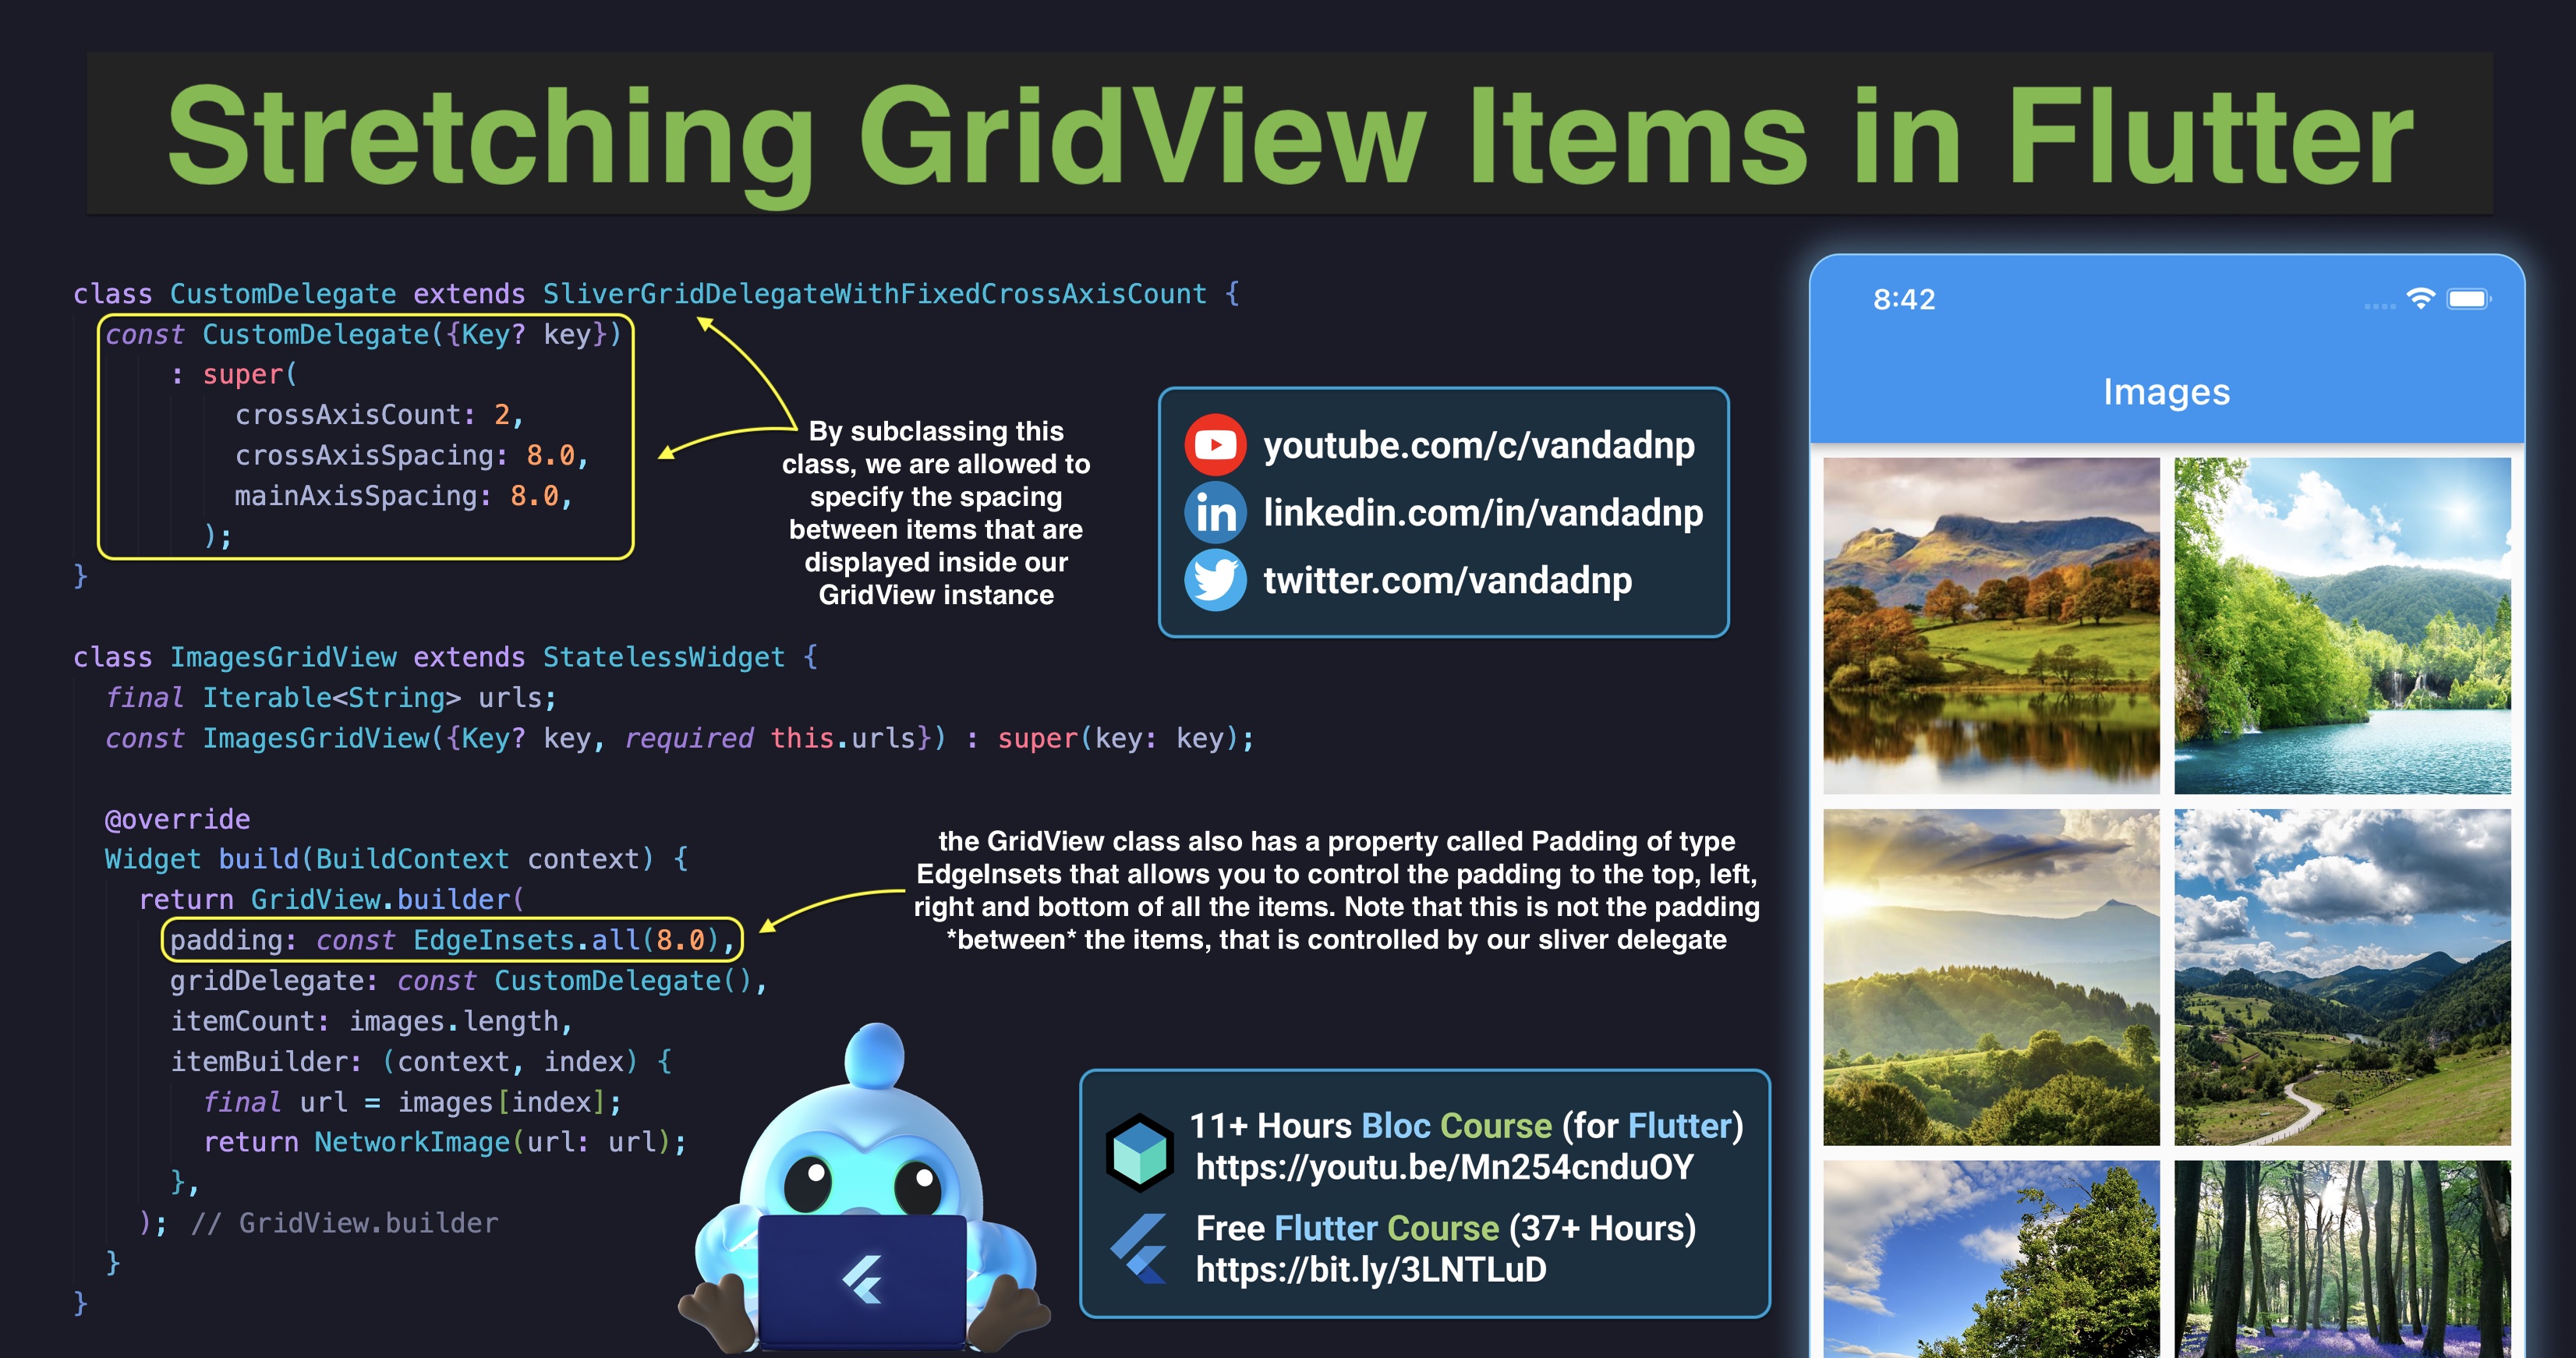 Stretching GridView Items in Flutter
class CustomDelegate extends SliverGridDelegateWithFixedCrossAxisCount {
const CustomDelegate({Key? key})
: super(
crossAxisCount: 2,
crossAxisSpacing: 8.0,
mainAxisSpacing: 8.0,
);
}
By subclassing this
class, we are allowed to
specify the spacing
between items that are
displayed inside our
GridView instance
youtube.com/c/vandadnp
linkedin.com/in/vandadnp
twitter.com/vandadnp
class ImagesGridView extends StatelessWidget {
final Iterable<String> urls;
const ImagesGridView({Key? key, required this.urls}) : super(key: key);
@override
Widget build(BuildContext context) {
return GridView.builder(
padding: const EdgeInsets.all(8.0),
gridDelegate: const CustomDelegate(),
itemCount: images.length,
itemBuilder: (context, index) {
final url = images[index];
return NetworkImage(url: url);
},
); // GridView.builder
}
}
the GridView class also has a property called Padding of type
EdgeInsets that allows you to control the padding to the top, left,
right and bottom of all the items. Note that this is not the padding
*between* the items, that is controlled by our sliver delegate
11+ Hours Bloc Course (for Flutter)
https://youtu.be/Mn254cnduOY
Free Flutter Course (37+ Hours)
https://bit.ly/3LNTLuD
8:42
Images